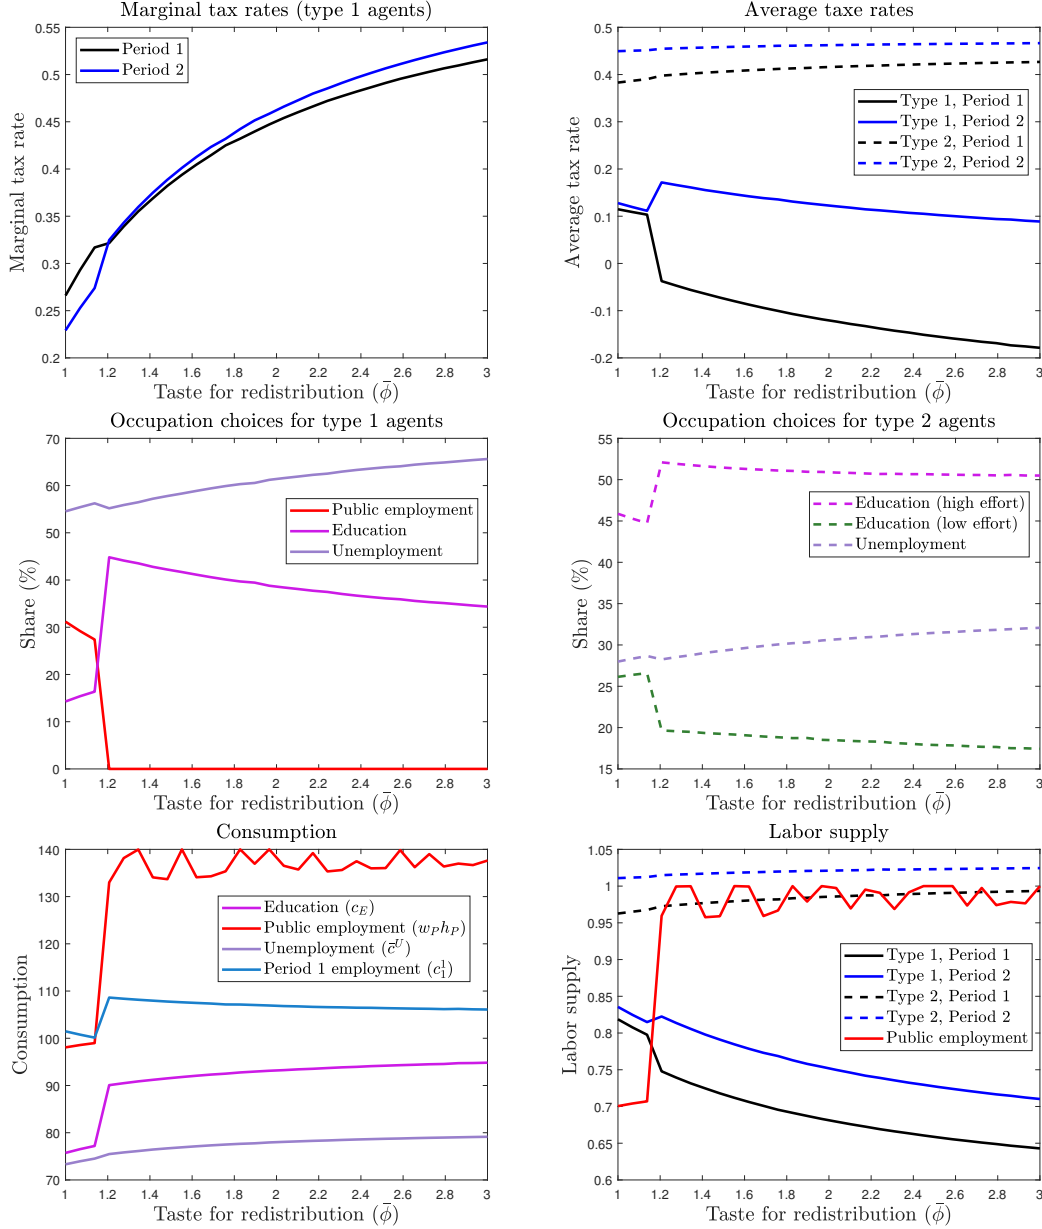 Marginal tax rates (type 1 agents)
0.55
0.5
0.45
0.4
0.35
0.3
0.25
0.2
Marginal tax rate
Period 1
Period 2
1 1.2 1.4 1.6 1.8 2 2.2 2.4 2.6 2.8 3
Taste for redistribution (ϕ̄)
Average taxe rates
0.5
0.4
0.3
0.2
0.1
0
-0.1
-0.2
Average tax rate
Type 1, Period 1
Type 1, Period 2
Type 2, Period 1
Type 2, Period 2
1 1.2 1.4 1.6 1.8 2 2.2 2.4 2.6 2.8 3
Taste for redistribution (ϕ̄)
Occupation choices for type 1 agents
70
60
50
40
30
20
10
0
Share (%)
Public employment
Education
Unemployment
1 1.2 1.4 1.6 1.8 2 2.2 2.4 2.6 2.8 3
Taste for redistribution (ϕ̄)
Occupation choices for type 2 agents
55
50
45
40
35
30
25
20
15
Share (%)
Education (high effort)
Education (low effort)
Unemployment
1 1.2 1.4 1.6 1.8 2 2.2 2.4 2.6 2.8 3
Taste for redistribution (ϕ̄)
Consumption
140
130
120
110
100
90
80
70
Consumption
Education (c_E)
Public employment (w_P h_P)
Unemployment (c̄^U)
Period 1 employment (c_1^1)
1 1.2 1.4 1.6 1.8 2 2.2 2.4 2.6 2.8 3
Taste for redistribution (ϕ̄)
Labor supply
1.05
1
0.95
0.9
0.85
0.8
0.75
0.7
0.65
0.6
Labor supply
Type 1, Period 1
Type 1, Period 2
Type 2, Period 1
Type 2, Period 2
Public employment
1 1.2 1.4 1.6 1.8 2 2.2 2.4 2.6 2.8 3
Taste for redistribution (ϕ̄)